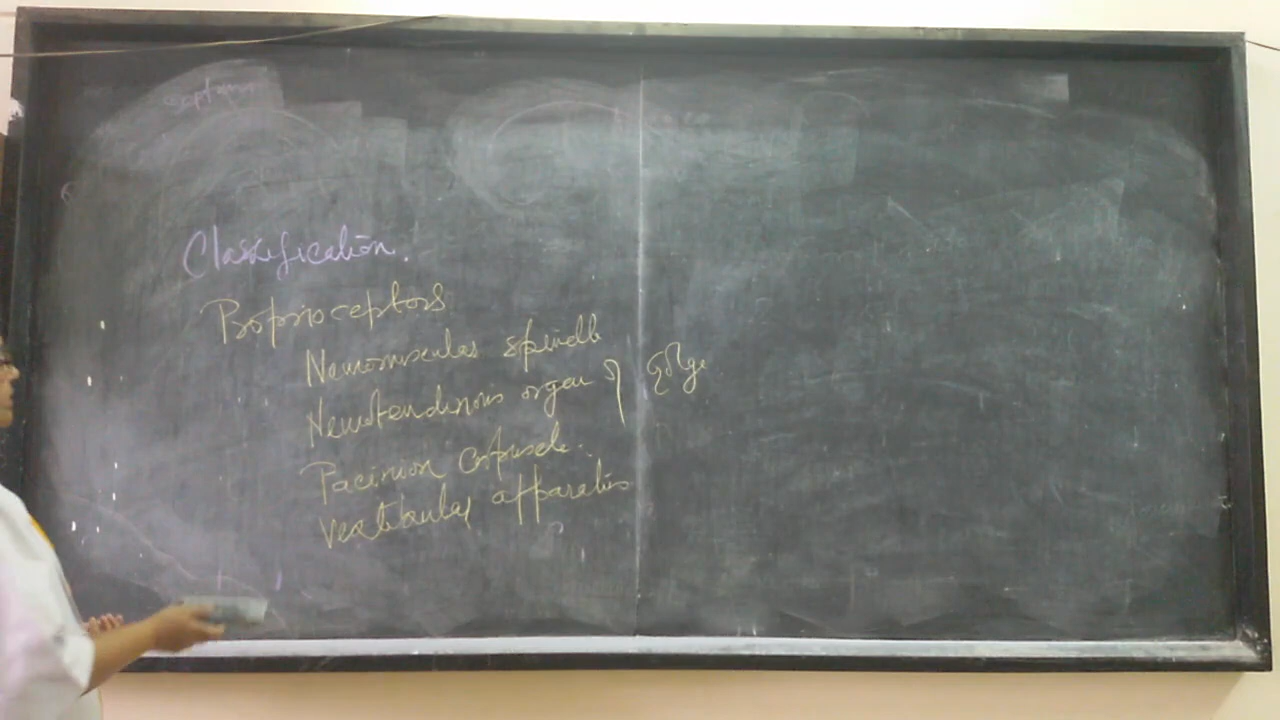 Classification.
Proprioceptors
Neuromuscular spindle
Neurotendinous organ of golgi
Pacinian corpuscle.
Vestibular apparatus